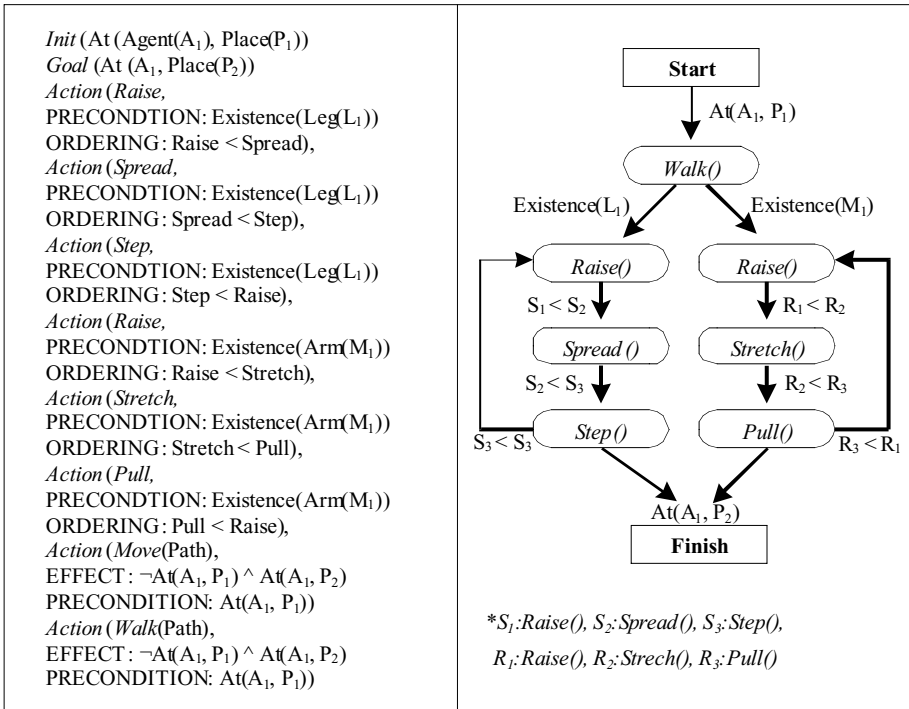 Init (At (Agent(A₁), Place(P₁))
Goal (At (A₁, Place(P₂))
Action (Raise,
PRECONDTION: Existence(Leg(L₁))
ORDERING: Raise < Spread),
Action (Spread,
PRECONDTION: Existence(Leg(L₁))
ORDERING: Spread < Step),
Action (Step,
PRECONDTION: Existence(Leg(L₁))
ORDERING: Step < Raise),
Action (Raise,
PRECONDTION: Existence(Arm(M₁))
ORDERING: Raise < Stretch),
Action (Stretch,
PRECONDTION: Existence(Arm(M₁))
ORDERING: Stretch < Pull),
Action (Pull,
PRECONDTION: Existence(Arm(M₁))
ORDERING: Pull < Raise),
Action (Move(Path),
EFFECT: ¬At(A₁, P₁) ^ At(A₁, P₂)
PRECONDITION: At(A₁, P₁))
Action (Walk(Path),
EFFECT: ¬At(A₁, P₁) ^ At(A₁, P₂)
PRECONDITION: At(A₁, P₁))
Start
At(A₁, P₁)
Walk()
Existence(L₁) Existence(M₁)
Raise() Raise()
S₁ < S₂ R₁ < R₂
Spread () Stretch()
S₂ < S₃ R₂ < R₃
Step() Pull()
S₃ < S₃ R₃ < R₁
At(A₁, P₂)
Finish
*S₁:Raise(), S₂:Spread(), S₃:Step(),
R₁:Raise(), R₂:Strech(), R₃:Pull()